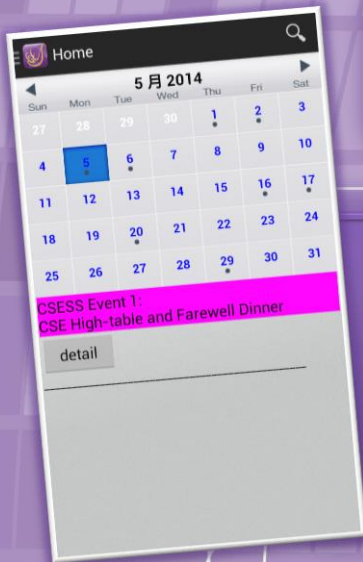 Home
5 月 2014
Sun Mon Tue Wed Thu Fri Sat
27 28 29 30 1 2 3
4 5 6 7 8 9 10
11 12 13 14 15 16 17
18 19 20 21 22 23 24
25 26 27 28 29 30 31
CSESS Event 1:
CSE High-table and Farewell Dinner
detail